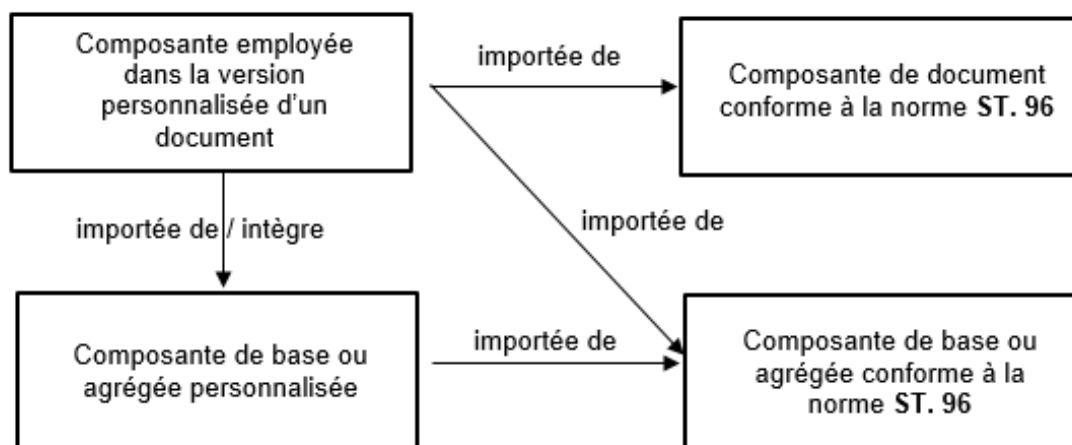 Composante employée
dans la version
personnalisée d'un
document
importée de
Composante de document
conforme à la norme ST. 96
importée de / intègre
importée de
Composante de base ou
agrégée personnalisée
importée de
Composante de base ou
agrégée conforme à la
norme ST. 96